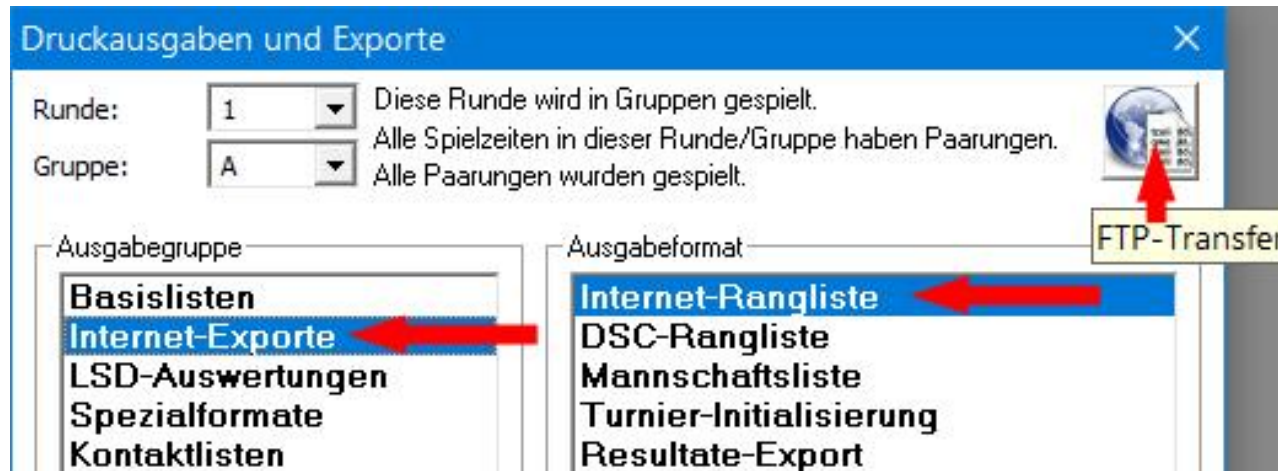 Druckausgaben und Exporte
Runde: 1 Diese Runde wird in Gruppen gespielt.
Alle Spielzeiten in dieser Runde/Gruppe haben Paarungen.
Gruppe: A Alle Paarungen wurden gespielt.
FTP-Transfer
Ausgabegruppe
Basislisten
Internet-Exporte
LSD-Auswertungen
Spezialformate
Kontaktlisten
Ausgabeformat
Internet-Rangliste
DSC-Rangliste
Mannschaftsliste
Turnier-Initialisierung
Resultate-Export